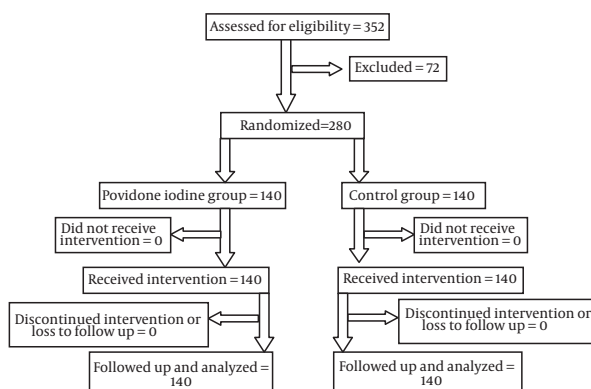 Assessed for eligibility = 352
Excluded = 72
Randomized=280
Povidone iodine group = 140
Control group = 140
Did not receive
intervention = 0
Did not receive
intervention = 0
Received intervention = 140
Received intervention = 140
Discontinued intervention or
loss to follow up = 0
Discontinued intervention or
loss to follow up = 0
Followed up and analyzed =
140
Followed up and analyzed =
140